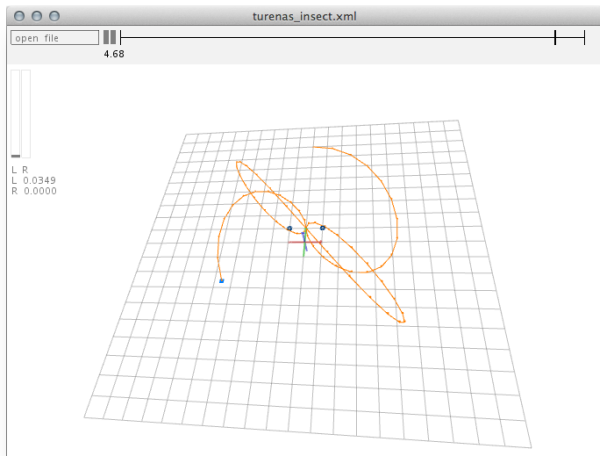 turenas_insect.xml
open file
4.68
L R
L 0.0349
R 0.0000